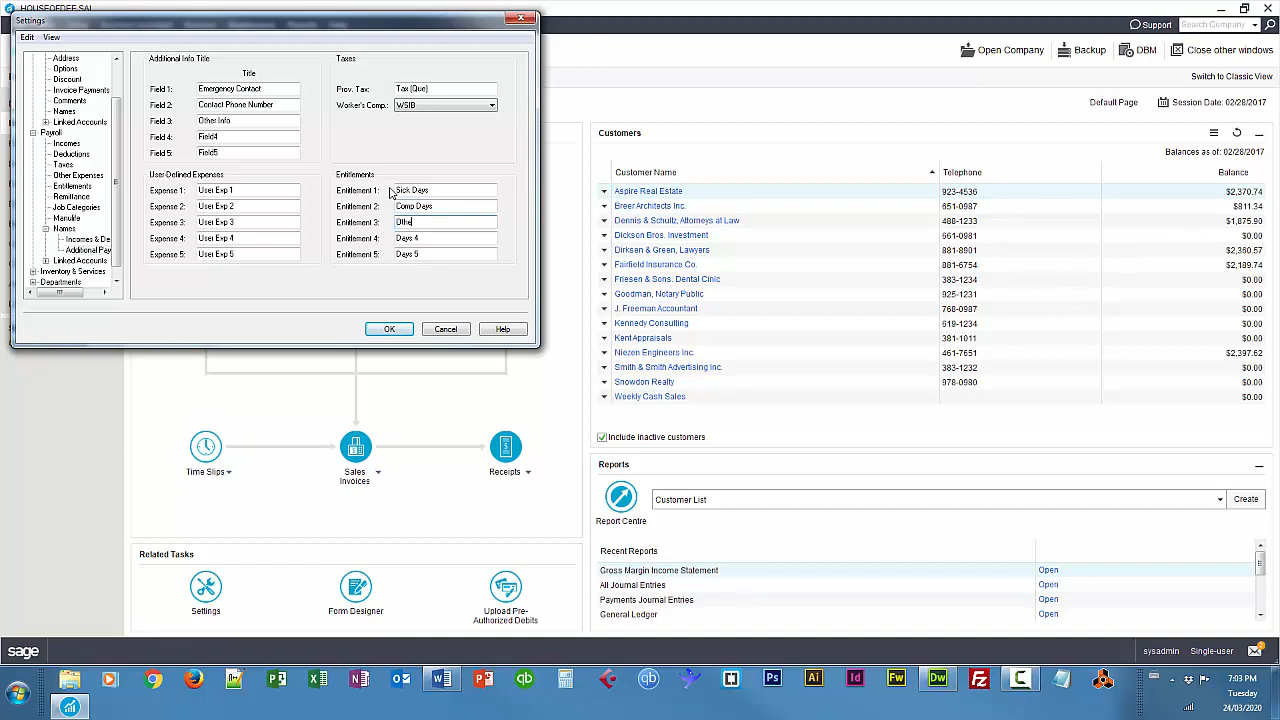 HOUSEOFDEE.SAI
Settings
Edit View
Address
Options
Discount
Invoice Payments
Comments
Names
Linked Accounts
Payroll
Incomes
Deductions
Taxes
Other Expenses
Entitlements
Remittance
Job Categories
Manulife
Names
Incomes & De
Additional Pay
Linked Accounts
Inventory & Services
Departments
Additional Info Title
Title
Field 1: Emergency Contact
Field 2: Contact Phone Number
Field 3: Other Info
Field 4: Field4
Field 5: Field5
Taxes
Prov. Tax: Tax (Que)
Worker's Comp.: WSIB
User-Defined Expenses
Expense 1: User Exp 1
Expense 2: User Exp 2
Expense 3: User Exp 3
Expense 4: User Exp 4
Expense 5: User Exp 5
Entitlements
Entitlement 1: Sick Days
Entitlement 2: Comp Days
Entitlement 3: Othe
Entitlement 4: Days 4
Entitlement 5: Days 5
OK Cancel Help
Support Search Company
Open Company Backup DBM Close other windows
Switch to Classic View
Default Page Session Date: 02/28/2017
Customers
Balances as of: 02/28/2017
Customer Name Telephone Balance
Aspire Real Estate 923-4536 $2,370.74
Breer Architects 651-0987 $811.34
Dennis & Schultz, Attorneys at Law 488-1233 $1,875.90
Dickson Bros. Investment 661-0981 $0.00
Dirksen & Green, Lawyers 881-8901 $2,360.57
Fairfield Insurance Co. 881-6754 $2,189.74
Friesen & Sons. Dental Clinic 383-1234 $0.00
Goodman, Notary Public 925-1231 $0.00
J. Freeman Accountant 768-0987 $0.00
Kennedy Consulting 619-1234 $0.00
Kent Appraisals 381-1011 $0.00
Niezen Engineers Inc. 461-7651 $2,397.62
Smith & Smith Advertising Inc. 383-1232 $0.00
Snowdon Realty 978-0980 $0.00
Weekly Cash Sales $0.00
Include inactive customers
Time Slips
Sales
Invoices
Receipts
Reports
Report Centre
Customer List Create
Recent Reports
Gross Margin Income Statement Open
All Journal Entries Open
Payments Journal Entries Open
General Ledger Open
Related Tasks
Settings
Form Designer
Upload Pre-
Authorized Debits
sage
sysadmin Single-user
7:03 PM
Tuesday
24/03/2020